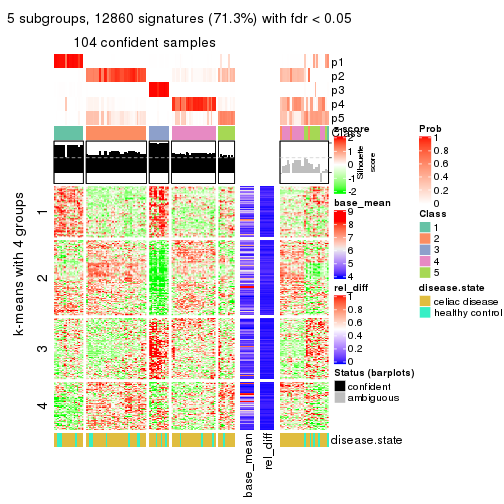 5 subgroups, 12860 signatures (71.3%) with fdr < 0.05
104 confident samples
p1
p2
p3
p4
p5
Class
Silhouette score
k-means with 4 groups
1
2
3
4
base_mean
rel_diff
disease.state
z-score
2
1
0
-1
-2
base_mean
9
8
7
6
5
4
rel_diff
1
0.8
0.6
0.4
0.2
0
Status (barplots)
confident
ambiguous
Prob
1
0.8
0.6
0.4
0.2
0
Class
1
2
3
4
5
disease.state
celiac disease
healthy control